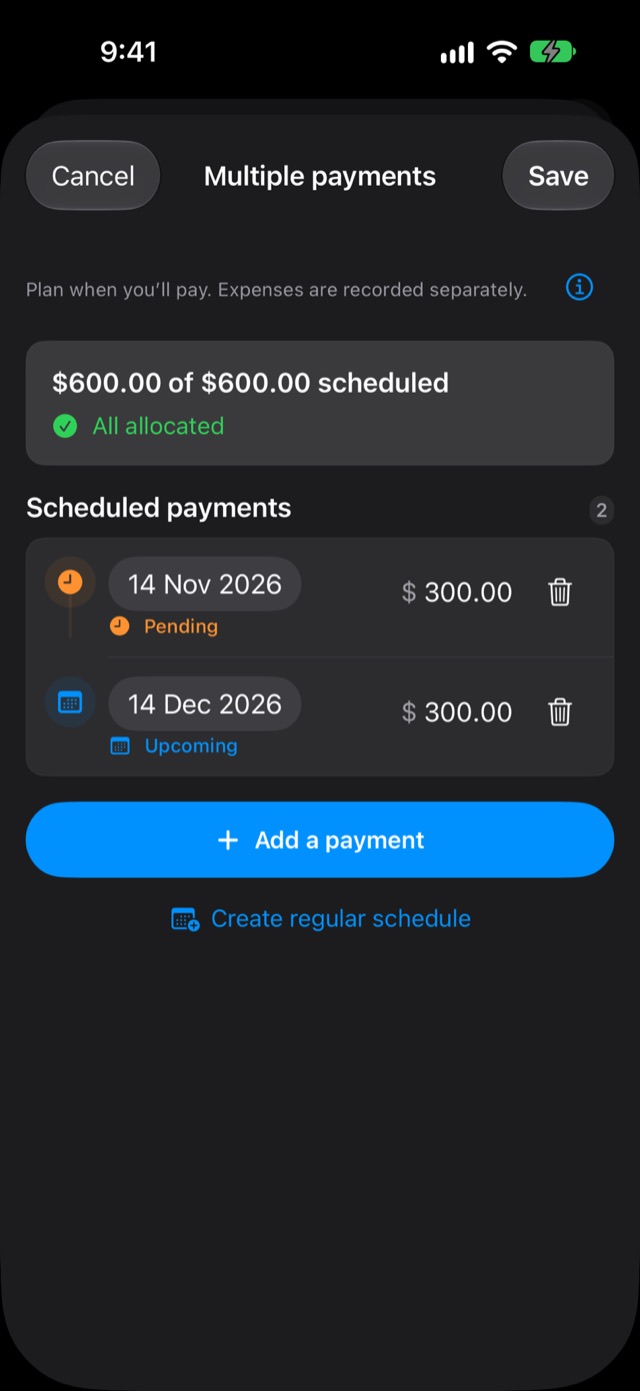 9:41
Cancel
Multiple payments
Save
Plan when you’ll pay. Expenses are recorded separately.
$600.00 of $600.00 scheduled
All allocated
Scheduled payments
2
14 Nov 2026
$ 300.00
Pending
14 Dec 2026
$ 300.00
Upcoming
+ Add a payment
Create regular schedule